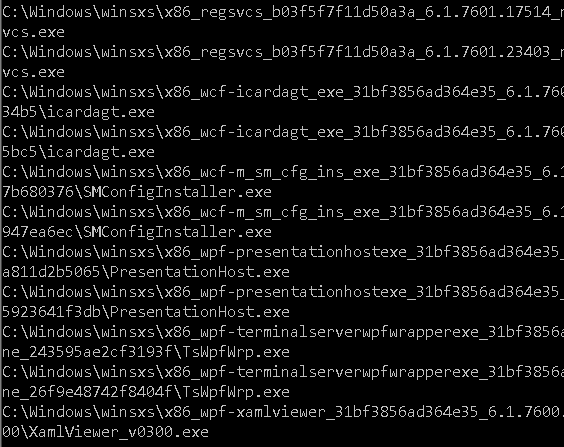 C:\Windows\winsxs\x86_regsvcs_b03f5f7f11d50a3a_6.1.7601.17514_n
vcs.exe
C:\Windows\winsxs\x86_regsvcs_b03f5f7f11d50a3a_6.1.7601.23403_n
vcs.exe
C:\Windows\winsxs\x86_wcf-icardagt_exe_31bf3856ad364e35_6.1.760
34b5\icardagt.exe
C:\Windows\winsxs\x86_wcf-icardagt_exe_31bf3856ad364e35_6.1.760
5bc5\icardagt.exe
C:\Windows\winsxs\x86_wcf-m_sm_cfg_ins_exe_31bf3856ad364e35_6.1
7b680376\SMConfigInstaller.exe
C:\Windows\winsxs\x86_wcf-m_sm_cfg_ins_exe_31bf3856ad364e35_6.1
947ea6ec\SMConfigInstaller.exe
C:\Windows\winsxs\x86_wpf-presentationhostexe_31bf3856ad364e35_
a811d2b5065\PresentationHost.exe
C:\Windows\winsxs\x86_wpf-presentationhostexe_31bf3856ad364e35_
5923641f3db\PresentationHost.exe
C:\Windows\winsxs\x86_wpf-terminalserverwpfwrapperexe_31bf3856a
ne_243595ae2cf3193f\TsWpfWrp.exe
C:\Windows\winsxs\x86_wpf-terminalserverwpfwrapperexe_31bf3856a
ne_26f9e48742f8404f\TsWpfWrp.exe
C:\Windows\winsxs\x86_wpf-xamlviewer_31bf3856ad364e35_6.1.7600.
00\XamlViewer_v0300.exe